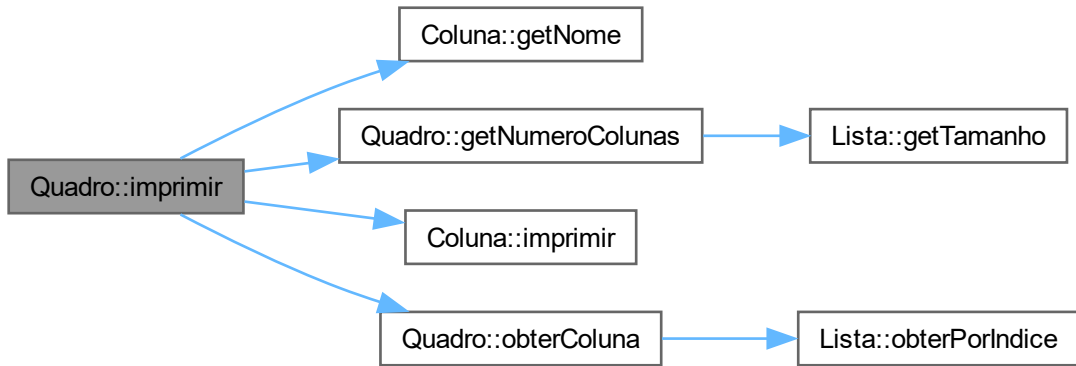 Coluna::getNome
Quadro::getNumeroColunas
Lista::getTamanho
Quadro::imprimir
Coluna::imprimir
Quadro::obterColuna
Lista::obterPorIndice